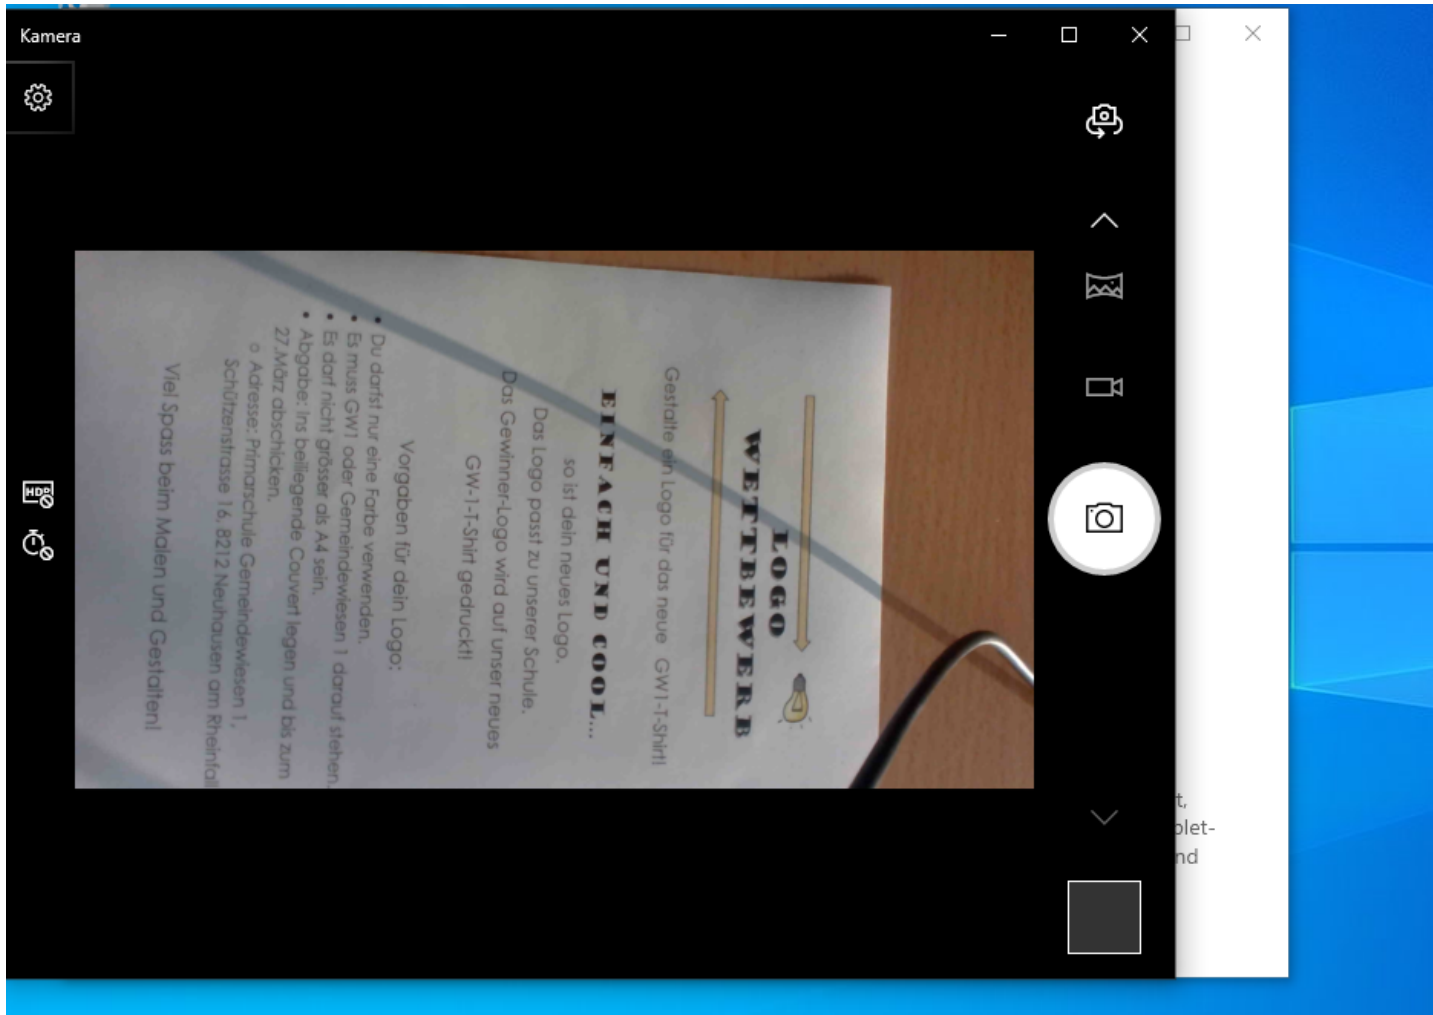 Kamera
HDR
LOGO
WETTBEWERB
Gestalte ein Logo für das neue GW1-T-Shirt!
EINFACH UND COOL...
so ist dein neues Logo.
Das Logo passt zu unserer Schule.
Das Gewinner-Logo wird auf unser neues
GW-1-T-Shirt gedruckt!
Vorgaben für dein Logo:
• Du darfst nur eine Farbe verwenden.
• Es muss GW1 oder Gemeindewiesen 1 darauf stehen.
• Es darf nicht grösser als A4 sein.
• Abgabe: Ins beiliegende Couvert legen und bis zum
27.März abschicken.
o Adresse: Primarschule Gemeindewiesen 1,
Schützenstrasse 16, 8212 Neuhausen am Rheinfall
Viel Spass beim Malen und Gestalten!
t,
blet-
nd